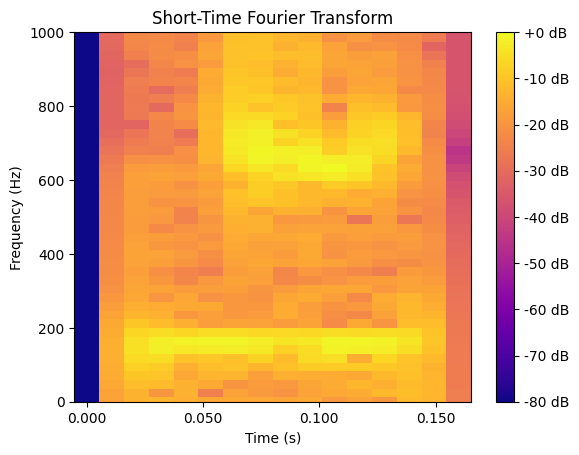 Short-Time Fourier Transform
Frequency (Hz)
1000
800
600
400
200
0
0.000
0.050
0.100
0.150
Time (s)
+0 dB
-10 dB
-20 dB
-30 dB
-40 dB
-50 dB
-60 dB
-70 dB
-80 dB